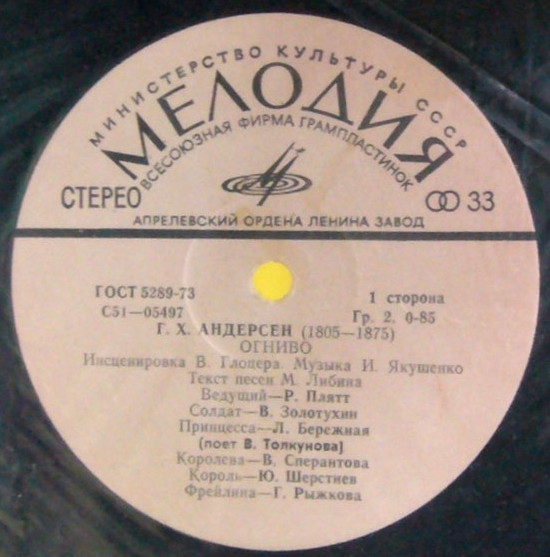 МИНИСТЕРСТВО КУЛЬТУРЫ СССР
МЕЛОДИЯ
ВСЕСОЮЗНАЯ ФИРМА ГРАМПЛАСТИНОК
СТЕРЕО
33
АПРЕЛЕВСКИЙ ОРДЕНА ЛЕНИНА ЗАВОД
ГОСТ 5289-73
1 сторона
С51—05497
Гр. 2. 0-85
Г. Х. АНДЕРСЕН (1805—1875)
ОГНИВО
Инсценировка В. Глоцера. Музыка И. Якушенко
Текст песен М. Либина
Ведущий—Р. Плятт
Солдат—В. Золотухин
Принцесса—Л. Бережная
(поет В. Толкунова)
Королева—В. Сперантова
Король—Ю. Шерстнев
Фрейлина—Г. Рыжкова